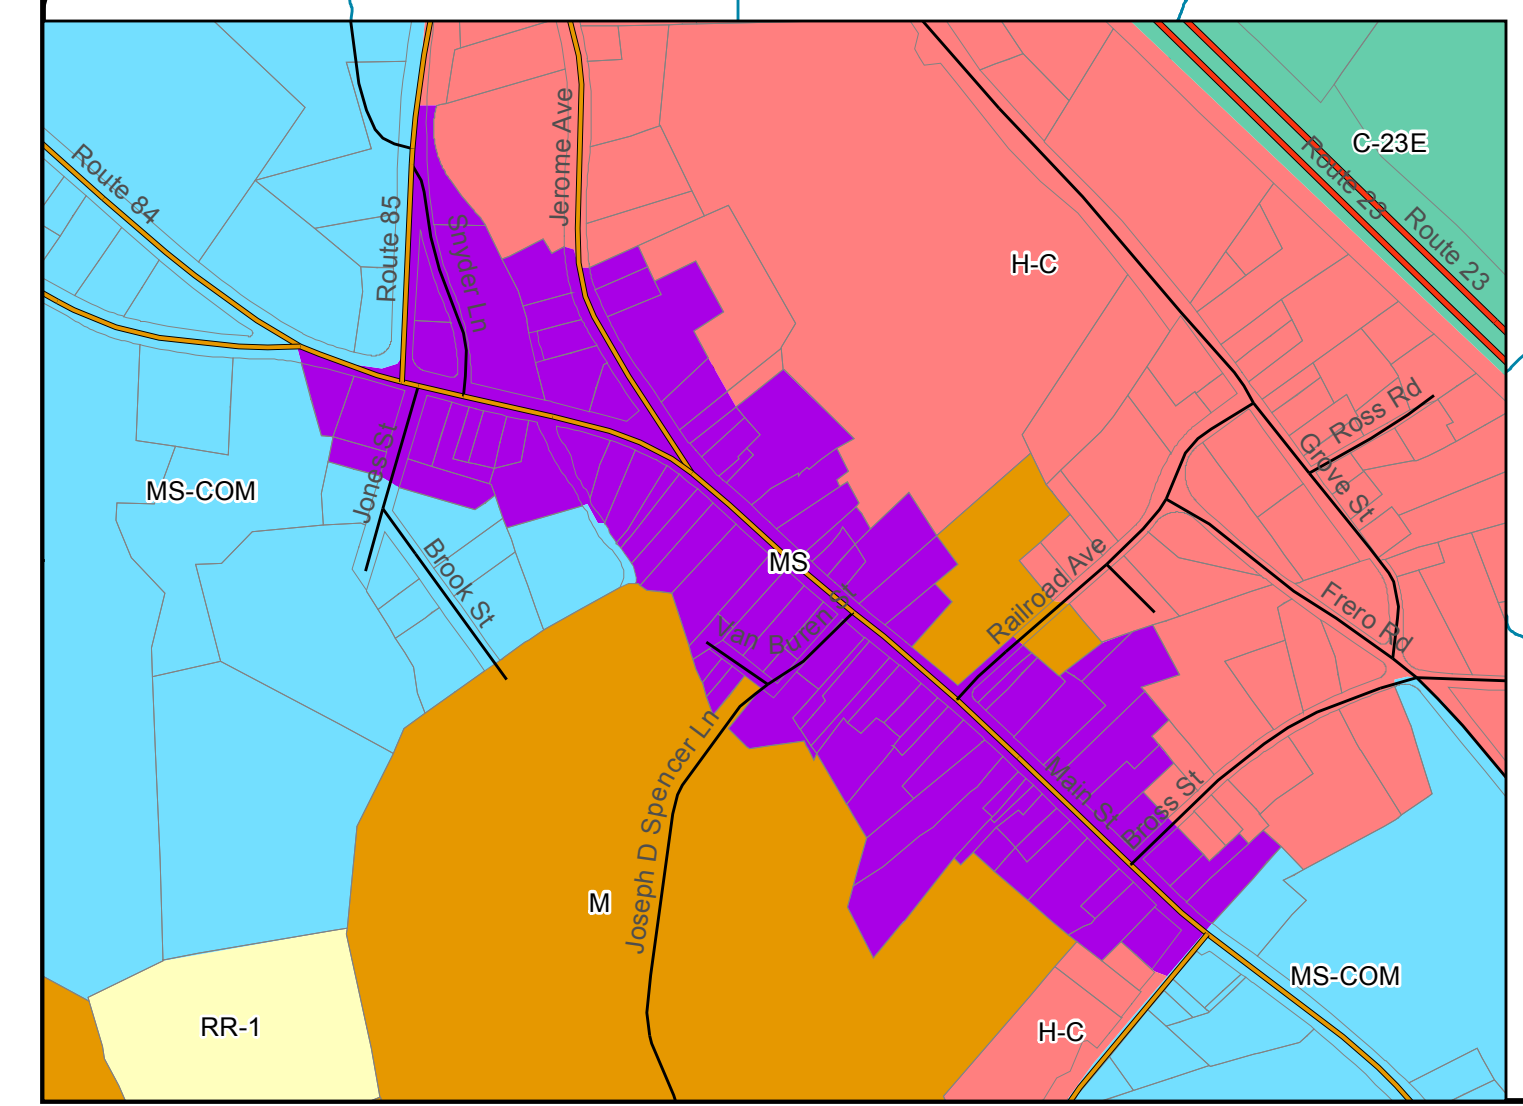 C-23E
Route 23
Route 23
Route 84
Route 85
Jerome Ave
Snyder Ln
H-C
Ross Rd
Grove St
MS-COM
Jones St
Brook St
MS
Van Buren Pl
Railroad Ave
Frero Rd
Joseph D Spencer Ln
Main St
Cross St
M
MS-COM
RR-1
H-C